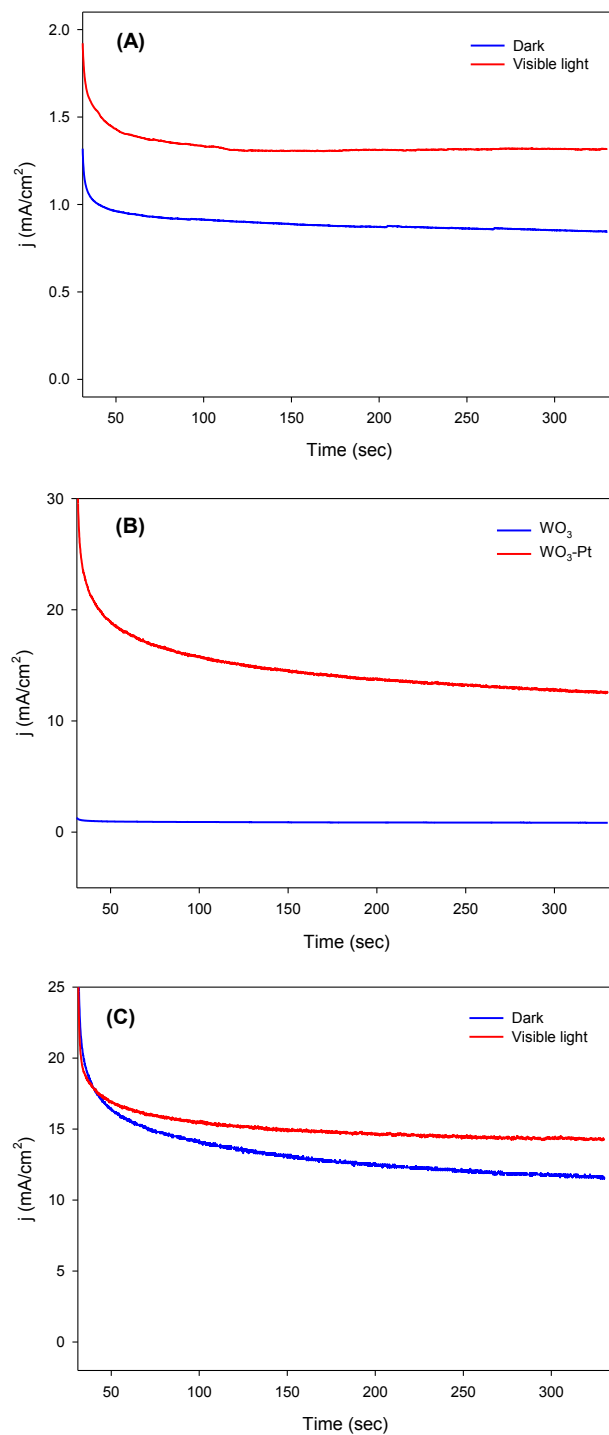 (A)
Dark
Visible light
2.0
1.5
1.0
0.5
0.0
j (mA/cm²)
50 100 150 200 250 300
Time (sec)
(B)
WO₃
WO₃-Pt
30
20
10
0
j (mA/cm²)
50 100 150 200 250 300
Time (sec)
(C)
Dark
Visible light
25
20
15
10
5
0
j (mA/cm²)
50 100 150 200 250 300
Time (sec)